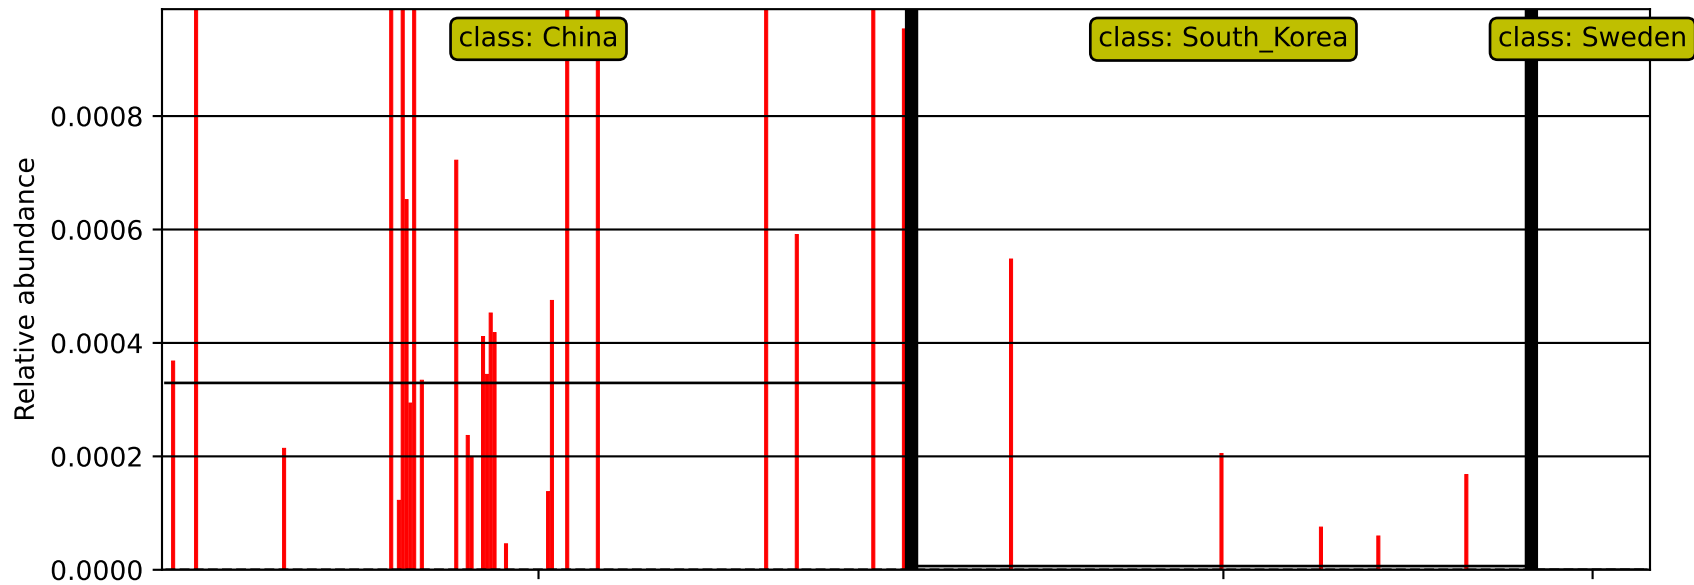 class: China
class: South_Korea
class: Sweden
Relative abundance
0.0008
0.0006
0.0004
0.0002
0.0000